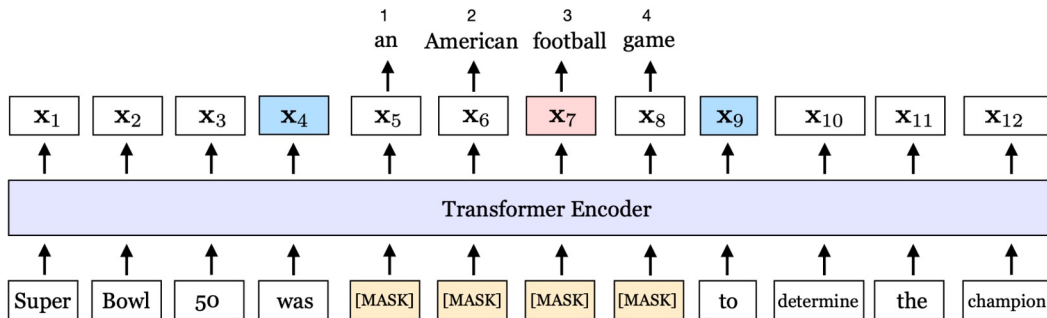 1 2 3 4
an American football game
x1 x2 x3 x4 x5 x6 x7 x8 x9 x10 x11 x12
Transformer Encoder
Super Bowl 50 was [MASK] [MASK] [MASK] [MASK] to determine the champion